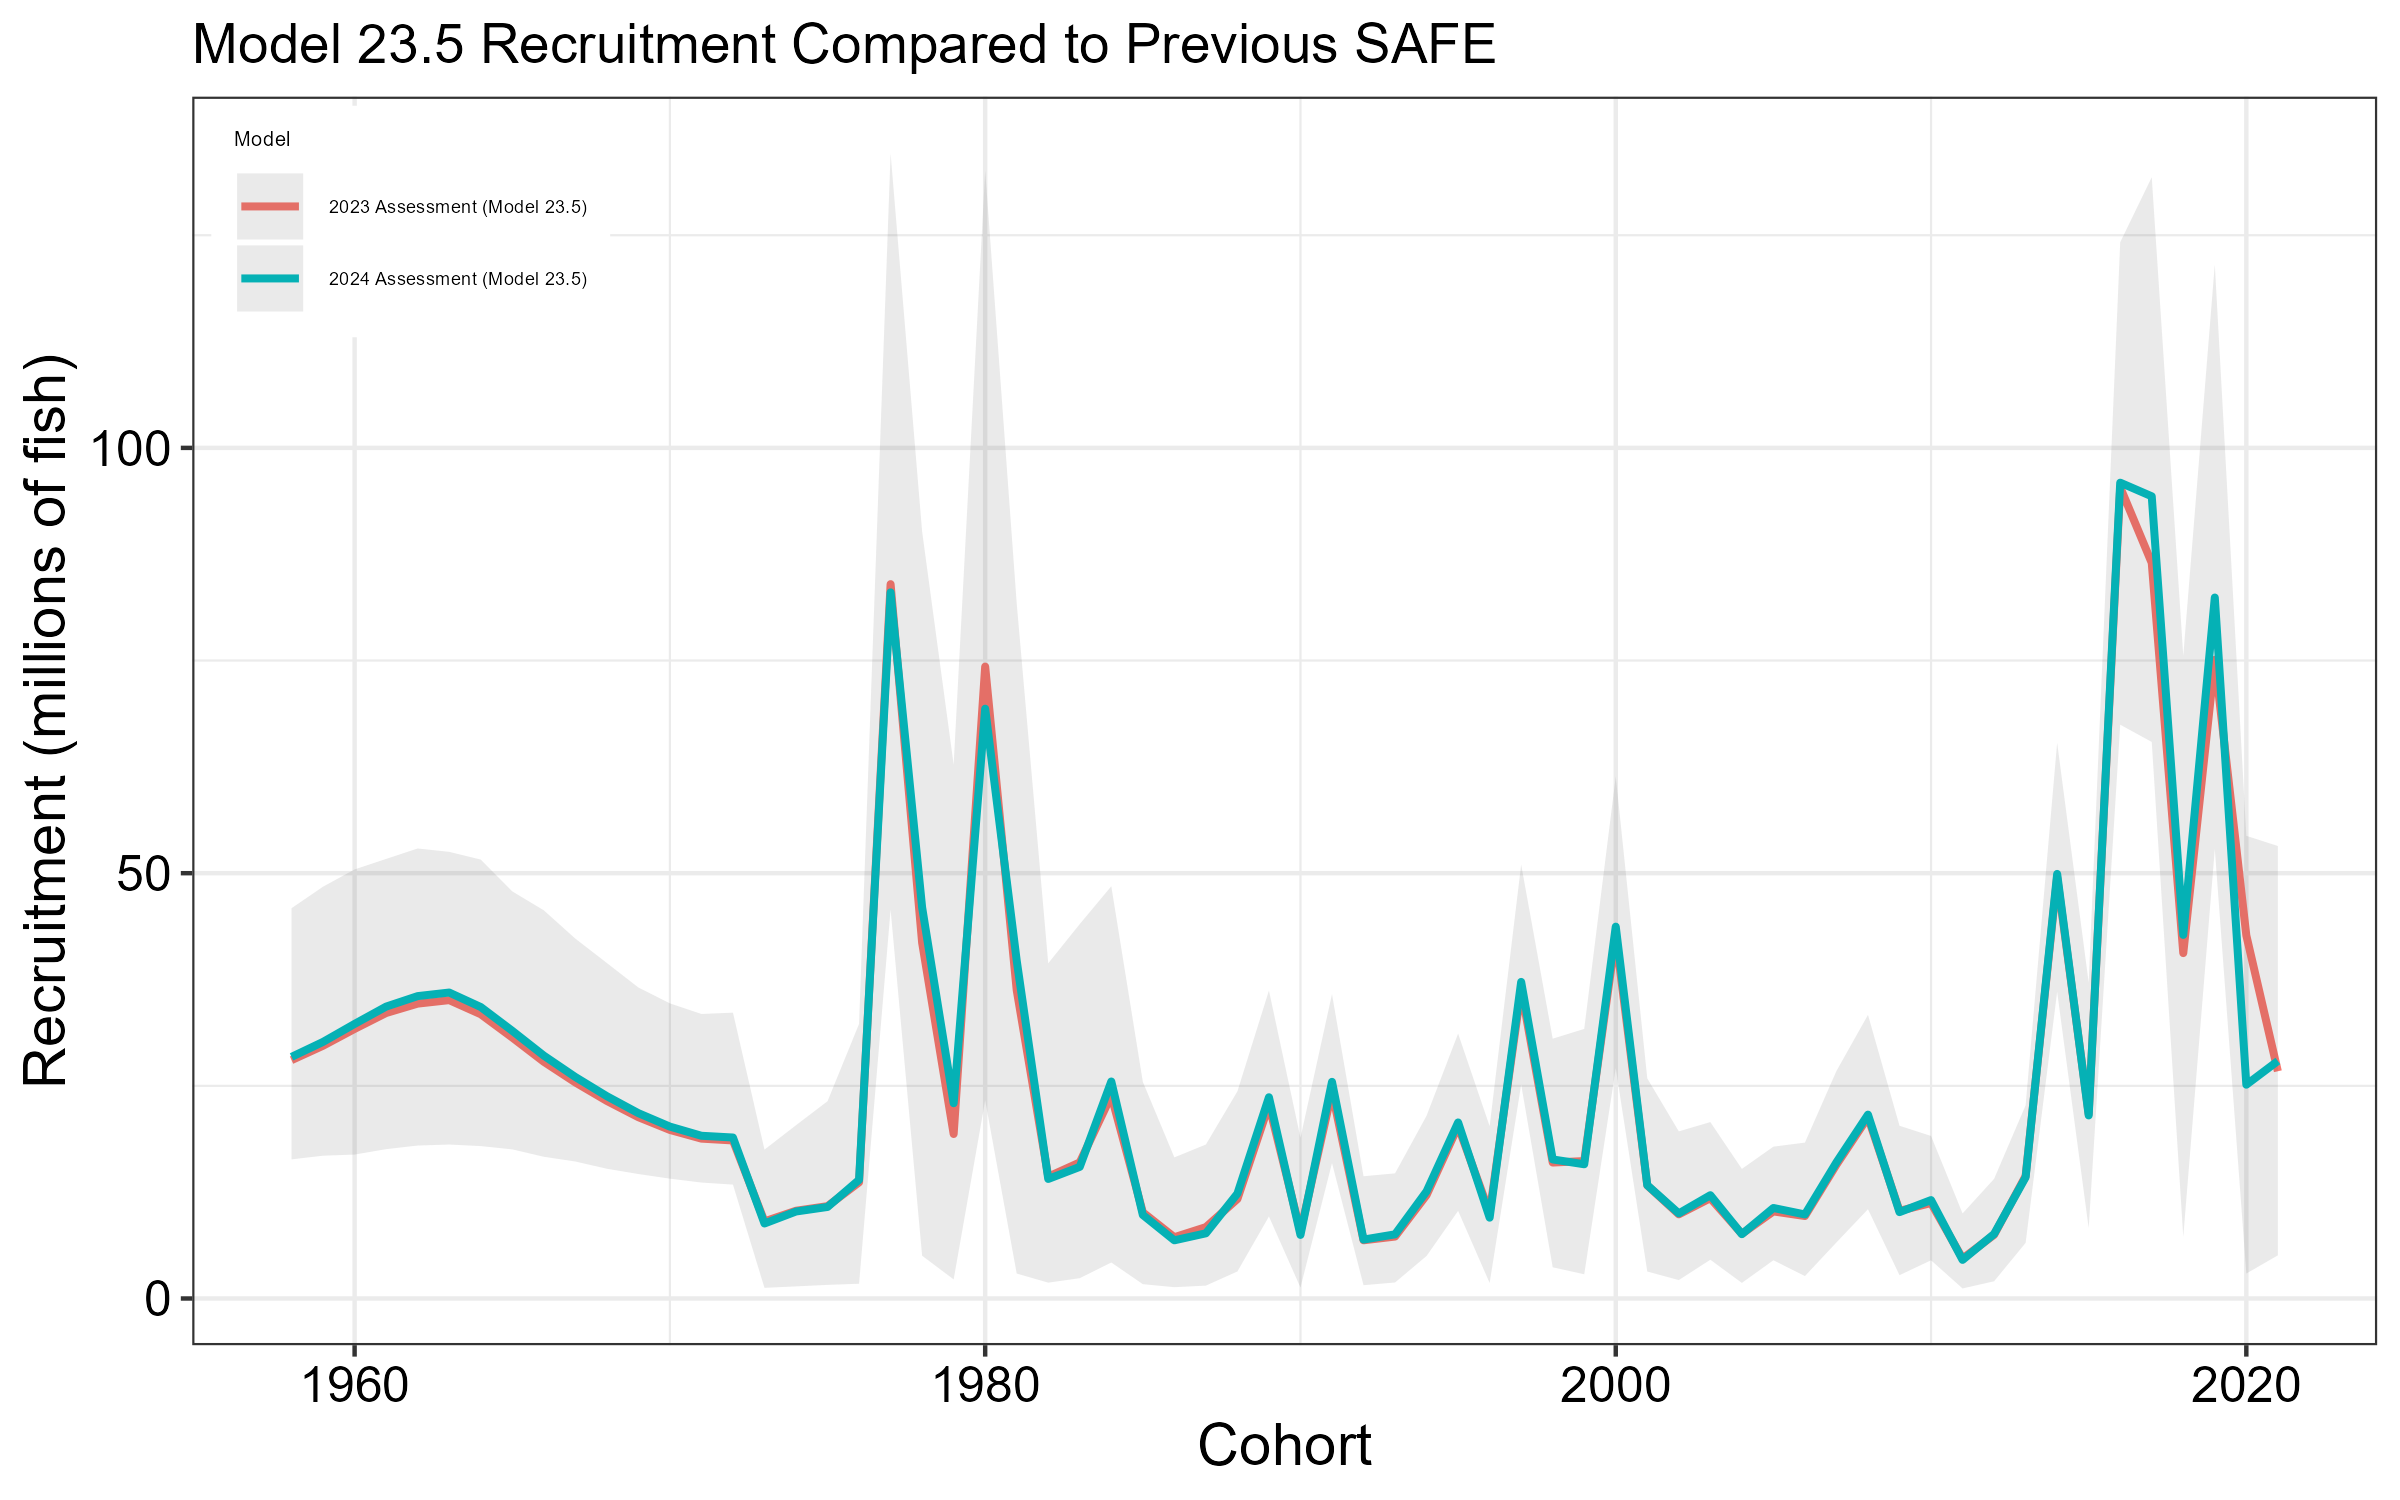 Model 23.5 Recruitment Compared to Previous SAFE
Model
2023 Assessment (Model 23.5)
2024 Assessment (Model 23.5)
Recruitment (millions of fish)
100
50
0
1960 1980 2000 2020
Cohort